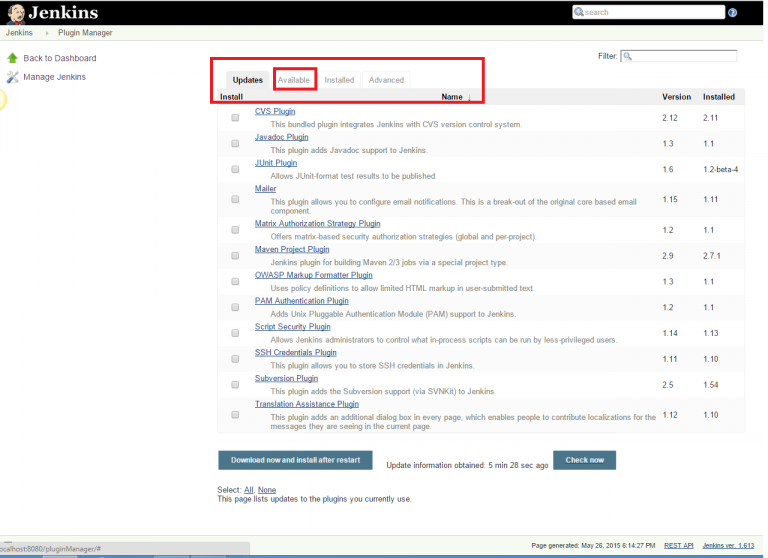 Jenkins
search
Jenkins › Plugin Manager
Back to Dashboard
Manage Jenkins
Filter:
Updates Available Installed Advanced
Install Name ↓ Version Installed
CVS Plugin
This bundled plugin integrates Jenkins with CVS version control system.
2.12 2.11
Javadoc Plugin
This plugin adds Javadoc support to Jenkins.
1.3 1.1
JUnit Plugin
Allows JUnit-format test results to be published.
1.6 1.2-beta-4
Mailer
This plugin allows you to configure email notifications. This is a break-out of the original core based email
component.
1.15 1.11
Matrix Authorization Strategy Plugin
Offers matrix-based security authorization strategies (global and per-project).
1.2 1.1
Maven Project Plugin
Jenkins plugin for building Maven 2/3 jobs via a special project type.
2.9 2.7.1
OWASP Markup Formatter Plugin
Uses policy definitions to allow limited HTML markup in user-submitted text.
1.3 1.1
PAM Authentication Plugin
Adds Unix Pluggable Authentication Module (PAM) support to Jenkins.
1.2 1.1
Script Security Plugin
Allows Jenkins administrators to control what in-process scripts can be run by less-privileged users.
1.14 1.13
SSH Credentials Plugin
This plugin allows you to store SSH credentials in Jenkins.
1.11 1.10
Subversion Plugin
This plugin adds the Subversion support (via SVNKit) to Jenkins.
2.5 1.54
Translation Assistance Plugin
This plugin adds an additional dialog box in every page, which enables people to contribute localizations for the
messages they are seeing in the current page.
1.12 1.10
Download now and install after restart Update information obtained: 5 min 28 sec ago Check now
Select: All, None
This page lists updates to the plugins you currently use.
Page generated: May 26, 2015 6:14:27 PM REST API Jenkins ver. 1.613
ocalhost:8080/pluginManager/#